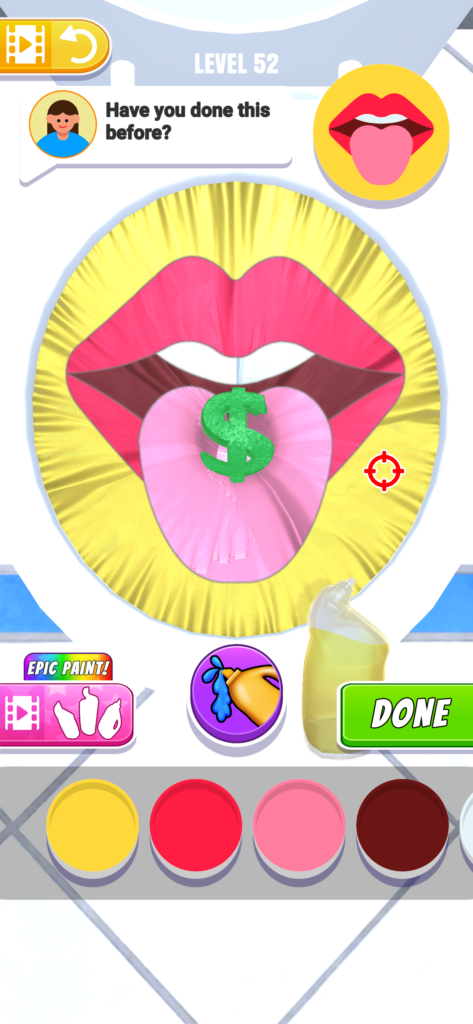 LEVEL 52
Have you done this
before?
$
EPIC PAINT!
DONE